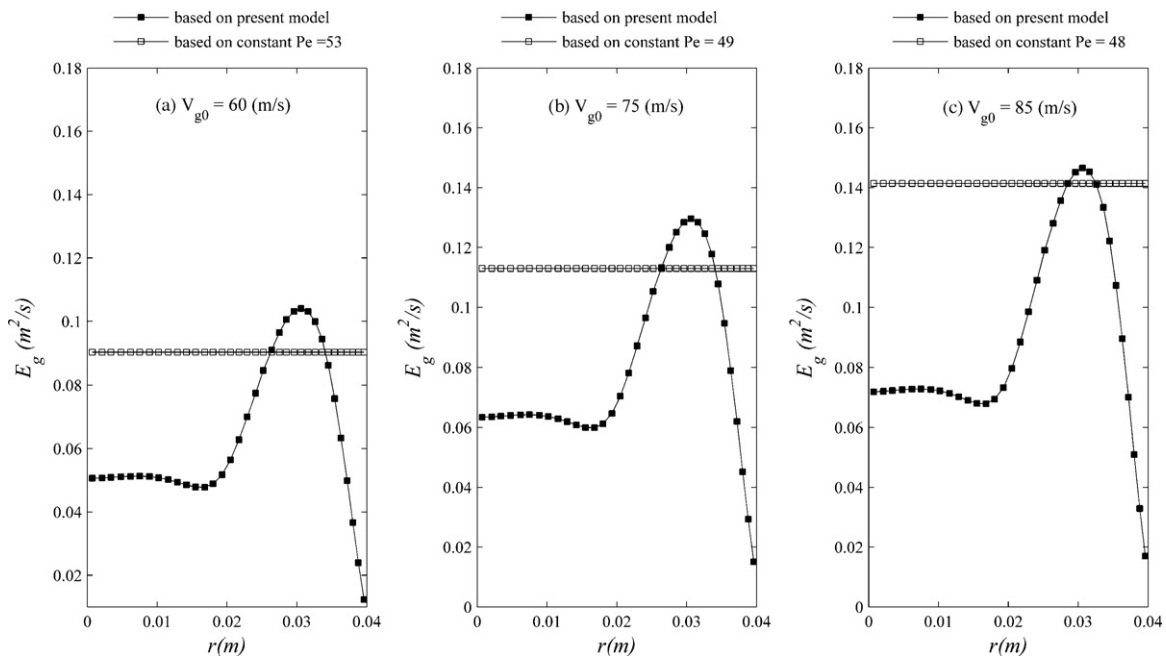 based on present model
based on constant Pe =53
based on present model
based on constant Pe = 49
based on present model
based on constant Pe = 48
(a) V_g0 = 60 (m/s)
0.18
0.16
0.14
0.12
0.1
0.08
0.06
0.04
0.02
E_g (m²/s)
0
0.01
0.02
0.03
0.04
r(m)
(b) V_g0 = 75 (m/s)
0.18
0.16
0.14
0.12
0.1
0.08
0.06
0.04
0.02
0
E_g (m²/s)
0
0.01
0.02
0.03
0.04
r(m)
(c) V_g0 = 85 (m/s)
0.18
0.16
0.14
0.12
0.1
0.08
0.06
0.04
0.02
0
E_g (m²/s)
0
0.01
0.02
0.03
0.04
r(m)